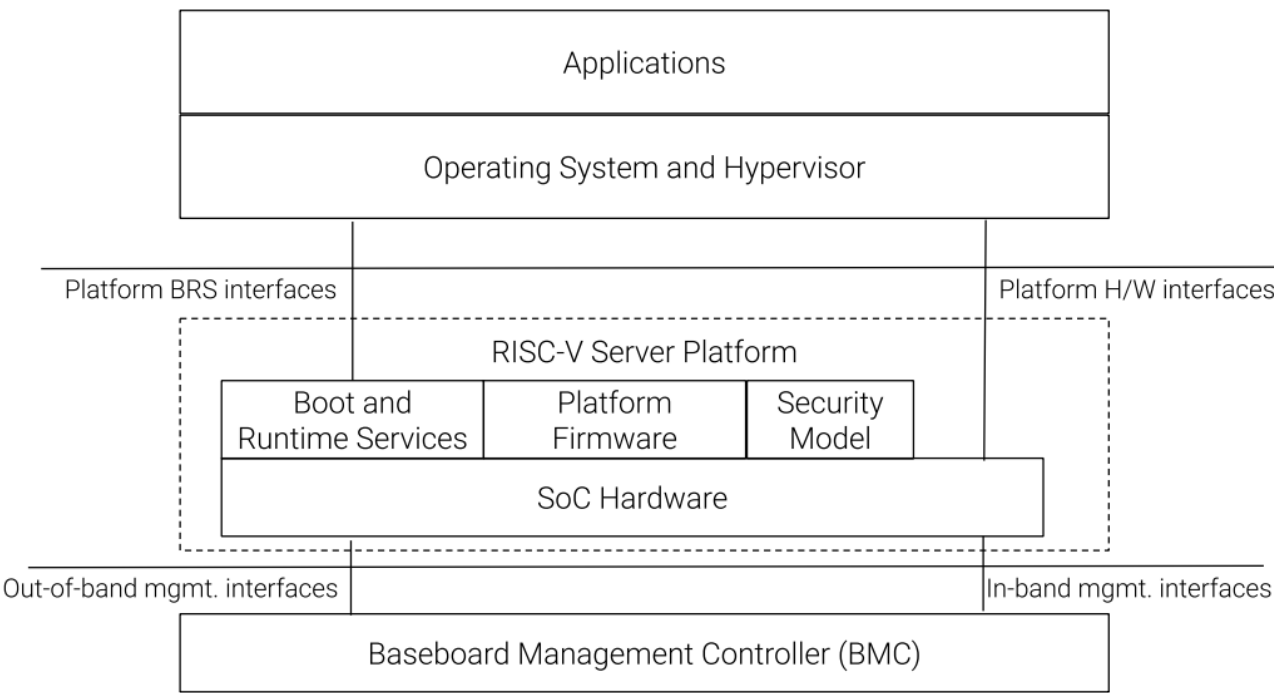 Applications
Operating System and Hypervisor
Platform BRS interfaces
Platform H/W interfaces
RISC-V Server Platform
Boot and
Runtime Services
Platform
Firmware
Security
Model
SoC Hardware
Out-of-band mgmt. interfaces
In-band mgmt. interfaces
Baseboard Management Controller (BMC)